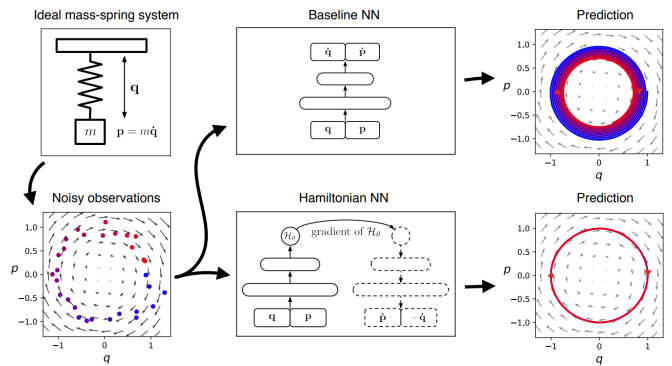 Ideal mass-spring system
m
q
p = mq̇
Baseline NN
q̇ ṗ
q p
Prediction
1.0
0.5
p 0.0
−0.5
−1.0
−1 0 1
q
Noisy observations
1.0
0.5
p 0.0
−0.5
−1.0
−1 0 1
q
Hamiltonian NN
ℋθ gradient of ℋθ
q p
ṗ −q̇
Prediction
1.0
0.5
p 0.0
−0.5
−1.0
−1 0 1
q